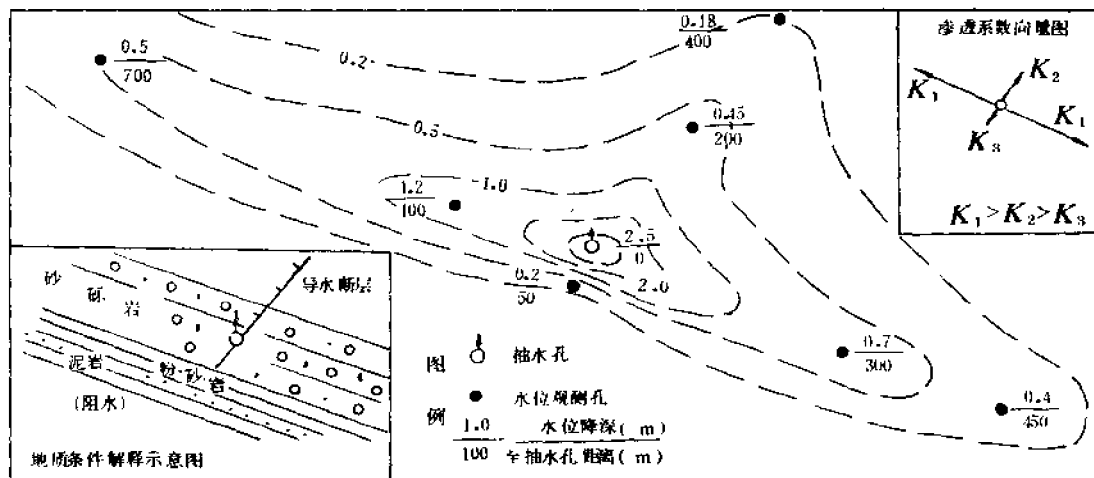 0.5
700
0.2
0.5
0.18
400
0.45
200
1.2
100
1.0
2.5
0
2.0
0.2
50
0.7
300
0.4
450
渗透系数向量图
K₁
K₂
K₃
K₁
K₁>K₂>K₃
砂
砾
岩
导水断层
泥岩
粉砂岩
(阻水)
地质条件解释示意图
图
例
抽水孔
水位观测孔
1.0
100
水位降深(m)
至抽水孔距离(m)